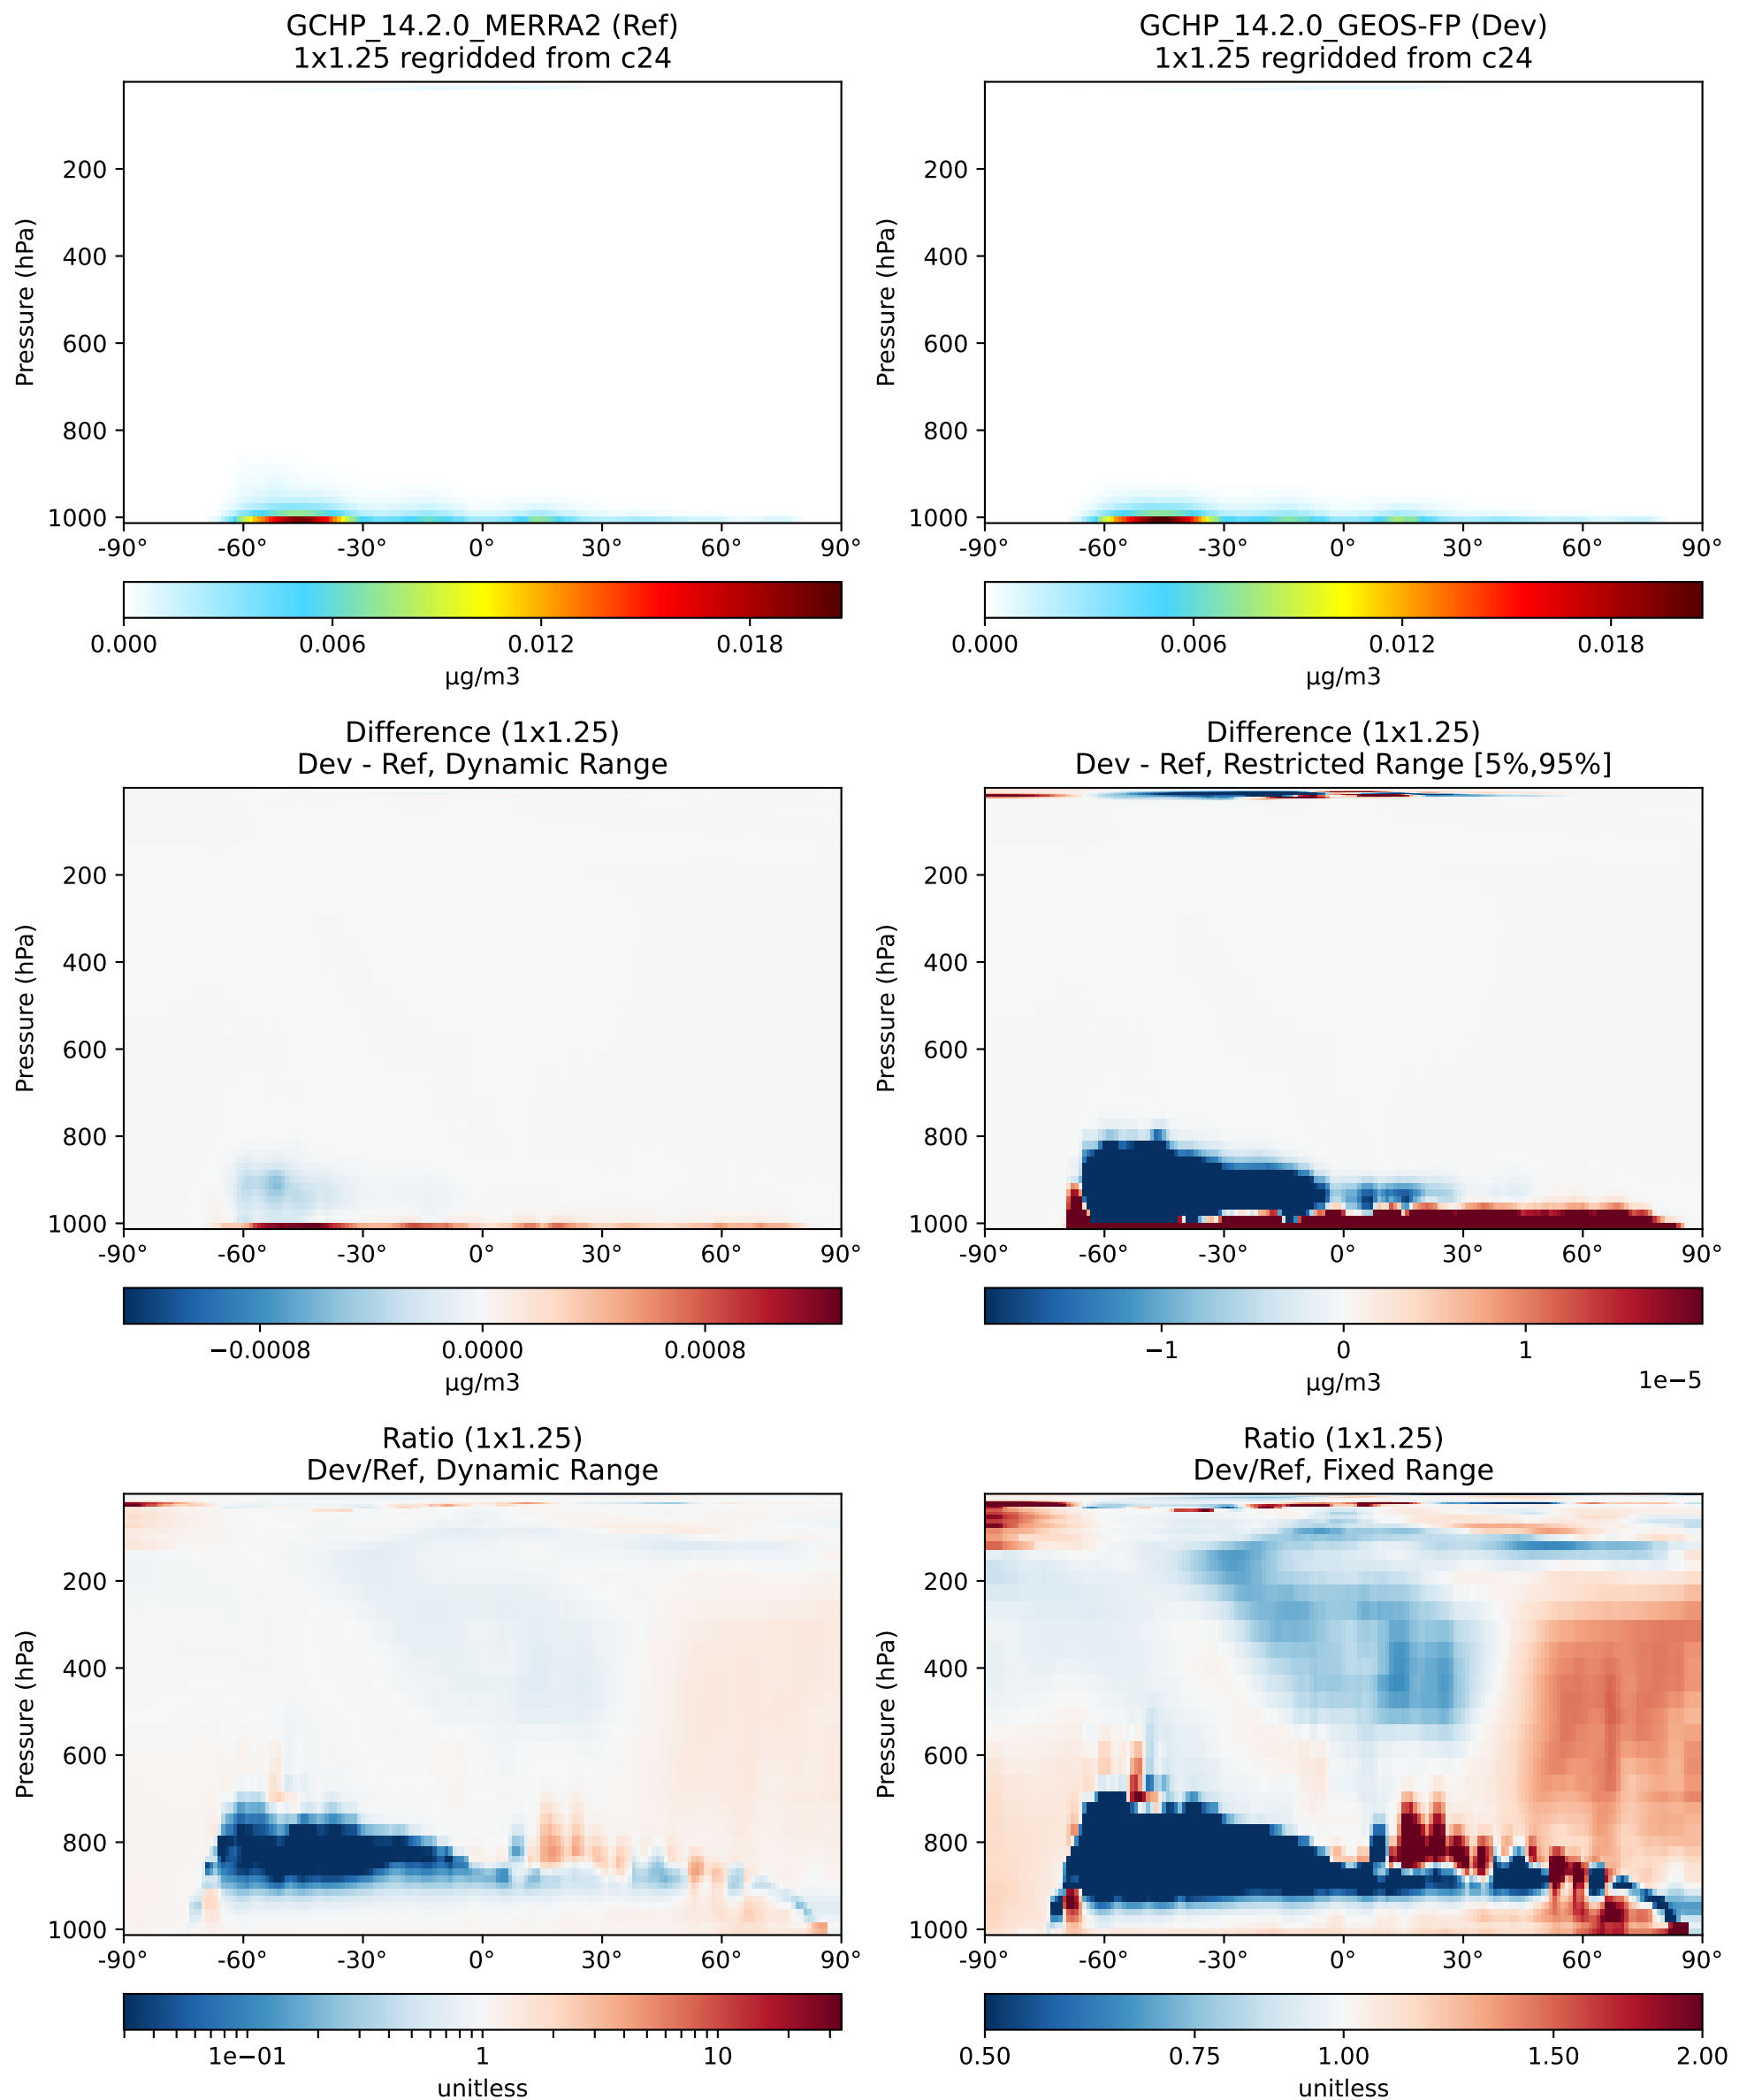 GCHP_14.2.0_MERRA2 (Ref)
1x1.25 regridded from c24
Pressure (hPa)
200
400
600
800
1000
-90° -60° -30° 0° 30° 60° 90°
0.000 0.006 0.012 0.018
μg/m3
GCHP_14.2.0_GEOS-FP (Dev)
1x1.25 regridded from c24
Pressure (hPa)
200
400
600
800
1000
-90° -60° -30° 0° 30° 60° 90°
0.000 0.006 0.012 0.018
μg/m3
Difference (1x1.25)
Dev - Ref, Dynamic Range
Pressure (hPa)
200
400
600
800
1000
-90° -60° -30° 0° 30° 60° 90°
−0.0008 0.0000 0.0008
μg/m3
Difference (1x1.25)
Dev - Ref, Restricted Range [5%,95%]
Pressure (hPa)
200
400
600
800
1000
-90° -60° -30° 0° 30° 60° 90°
−1 0 1
μg/m3
1e−5
Ratio (1x1.25)
Dev/Ref, Dynamic Range
Pressure (hPa)
200
400
600
800
1000
-90° -60° -30° 0° 30° 60° 90°
1e−01 1 10
unitless
Ratio (1x1.25)
Dev/Ref, Fixed Range
Pressure (hPa)
200
400
600
800
1000
-90° -60° -30° 0° 30° 60° 90°
0.50 0.75 1.00 1.50 2.00
unitless